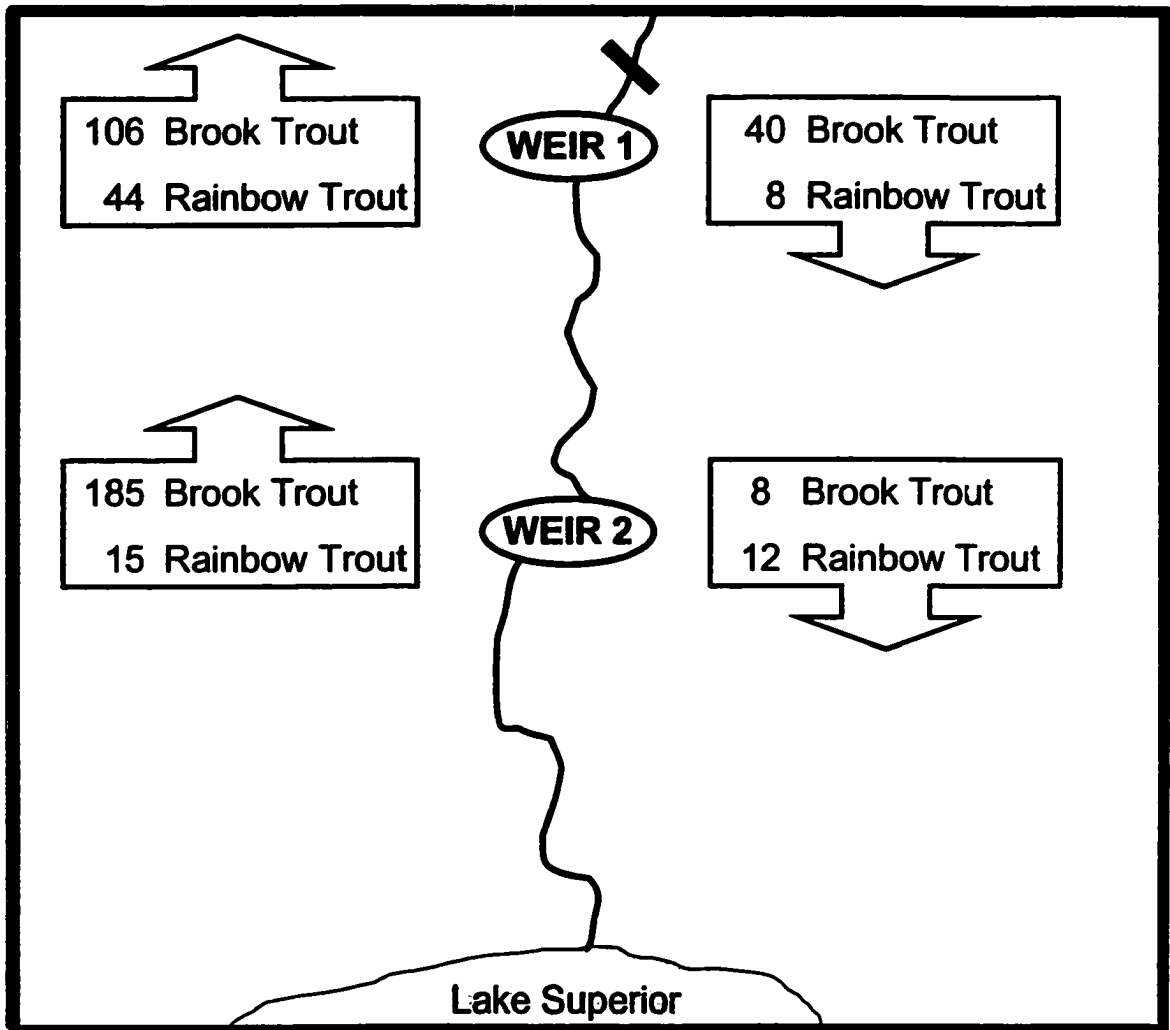 106 Brook Trout
44 Rainbow Trout
WEIR 1
40 Brook Trout
8 Rainbow Trout
185 Brook Trout
15 Rainbow Trout
WEIR 2
8 Brook Trout
12 Rainbow Trout
Lake Superior